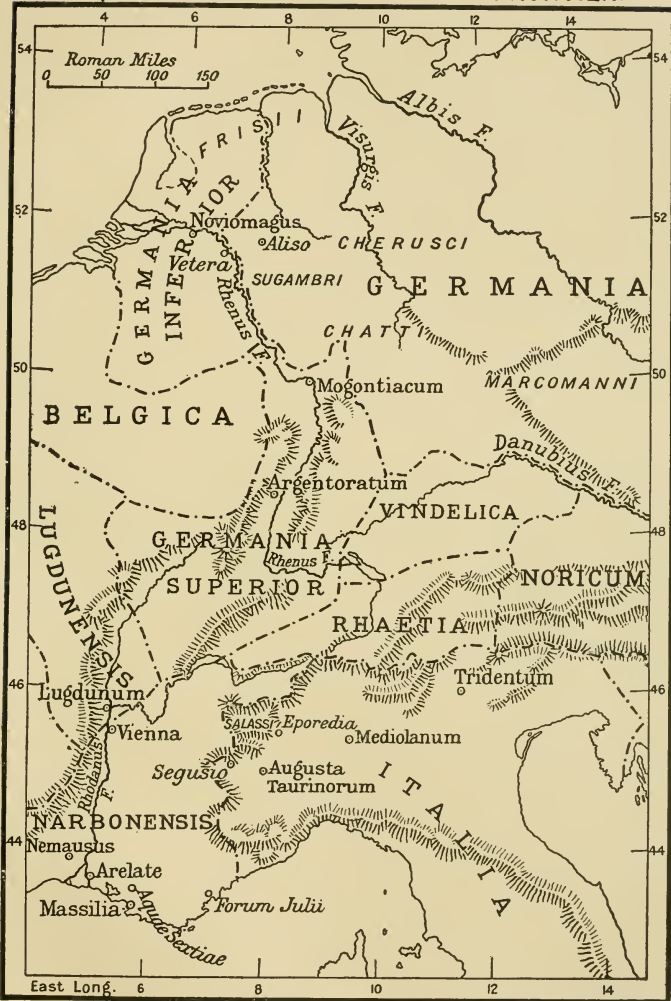 4 6 8 10 12 14
54 54
Roman Miles
0 50 100 150
Albis F.
FRISII
Visurgis F.
GERMANIA INFERIOR
52 52
Noviomagus
Aliso
CHERUSCI
Vetera
SUGAMBRI
GERMANIA
Rhenus F.
CHATTI
50 50
Mogontiacum
MARCOMANNI
BELGICA
Danubius F.
Argentoratum
VINDELICA
48 48
LUGDUNENSIS
GERMANIA
SUPERIOR
Rhenus F.
NORICUM
RHAETIA
46 46
Tridentum
Lugdunum
Vienna
SALASSI
Eporedia
Mediolanum
Segusio
Augusta
Taurinorum
ITALIA
Rhodanus F.
NARBONENSIS
44 44
Nemausus
Arelate
Massilia
Aquae Sextiae
Forum Julii
East Long. 6 8 10 12 14